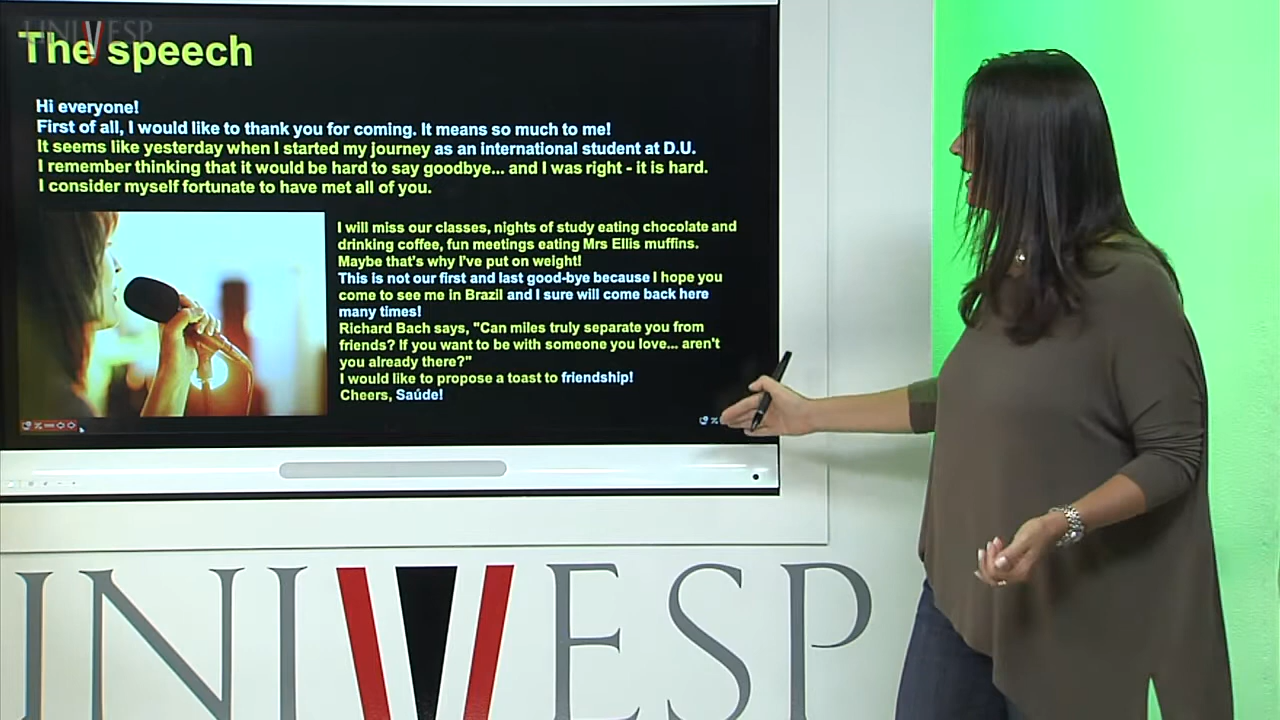 UNIVESP
The speech
Hi everyone!
First of all, I would like to thank you for coming. It means so much to me!
It seems like yesterday when I started my journey as an international student at D.U.
I remember thinking that it would be hard to say goodbye... and I was right - it is hard.
I consider myself fortunate to have met all of you.
I will miss our classes, nights of study eating chocolate and
drinking coffee, fun meetings eating Mrs Ellis muffins.
Maybe that's why I've put on weight!
This is not our first and last good-bye because I hope you
come to see me in Brazil and I sure will come back here
many times!
Richard Bach says, "Can miles truly separate you from
friends? If you want to be with someone you love... aren't
you already there?"
I would like to propose a toast to friendship!
Cheers, Saúde!
UNIVESP